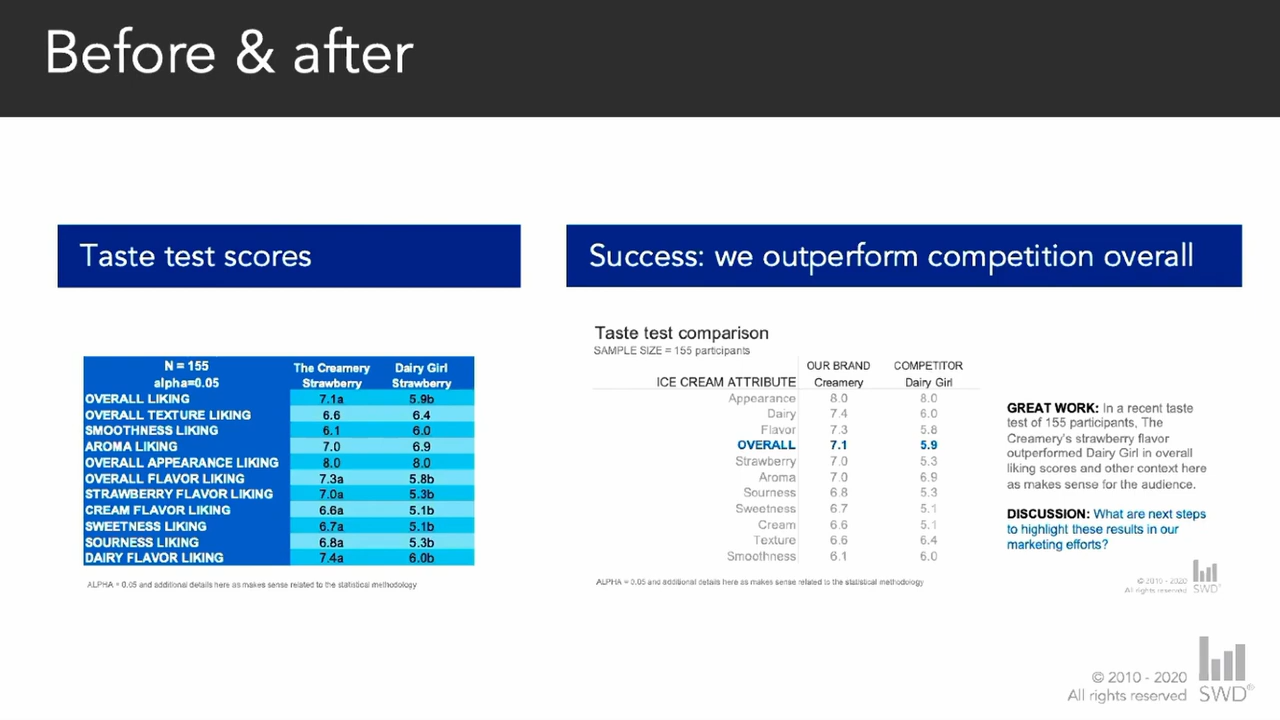 Before & after
Taste test scores
N = 155 The Creamery Dairy Girl
alpha=0.05 Strawberry Strawberry
OVERALL LIKING 7.1a 5.9b
OVERALL TEXTURE LIKING 6.6 6.4
SMOOTHNESS LIKING 6.1 6.0
AROMA LIKING 7.0 6.9
OVERALL APPEARANCE LIKING 8.0 8.0
OVERALL FLAVOR LIKING 7.3a 5.8b
STRAWBERRY FLAVOR LIKING 7.0a 5.3b
CREAM FLAVOR LIKING 6.6a 5.1b
SWEETNESS LIKING 6.7a 5.1b
SOURNESS LIKING 6.8a 5.3b
DAIRY FLAVOR LIKING 7.4a 6.0b
ALPHA = 0.05 and additional details here as makes sense related to the statistical methodology
Success: we outperform competition overall
Taste test comparison
SAMPLE SIZE = 155 participants
OUR BRAND COMPETITOR
ICE CREAM ATTRIBUTE Creamery Dairy Girl
Appearance 8.0 8.0
Dairy 7.4 6.0
Flavor 7.3 5.8
OVERALL 7.1 5.9
Strawberry 7.0 5.3
Aroma 7.0 6.9
Sourness 6.8 5.3
Sweetness 6.7 5.1
Cream 6.6 5.1
Texture 6.6 6.4
Smoothness 6.1 6.0
ALPHA = 0.05 and additional details here as makes sense related to the statistical methodology
GREAT WORK: In a recent taste
test of 155 participants, The
Creamery's strawberry flavor
outperformed Dairy Girl in overall
liking scores and other context here
as makes sense for the audience.
DISCUSSION: What are next steps
to highlight these results in our
marketing efforts?
© 2010 - 2020
All rights reserved SWD®
© 2010 - 2020
All rights reserved SWD®